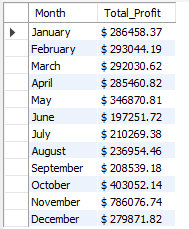 Month Total_Profit
January $ 286458.37
February $ 293044.19
March $ 292030.62
April $ 285460.82
May $ 346870.81
June $ 197251.72
July $ 210269.38
August $ 236954.46
September $ 208539.18
October $ 403052.14
November $ 786076.74
December $ 279871.82